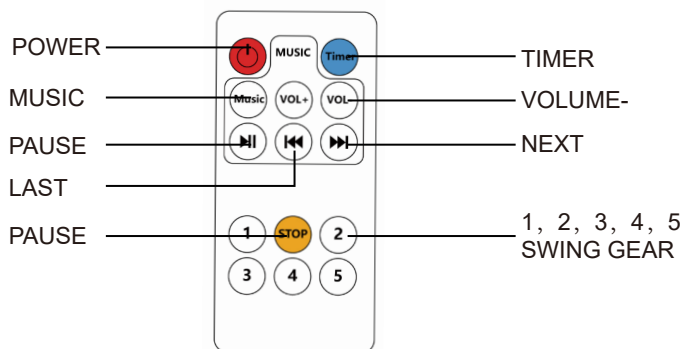 POWER
MUSIC
Timer
TIMER
MUSIC
Music
VOL+
VOL
VOLUME-
PAUSE
NEXT
LAST
PAUSE
1
STOP
2
1, 2, 3, 4, 5
SWING GEAR
3
4
5